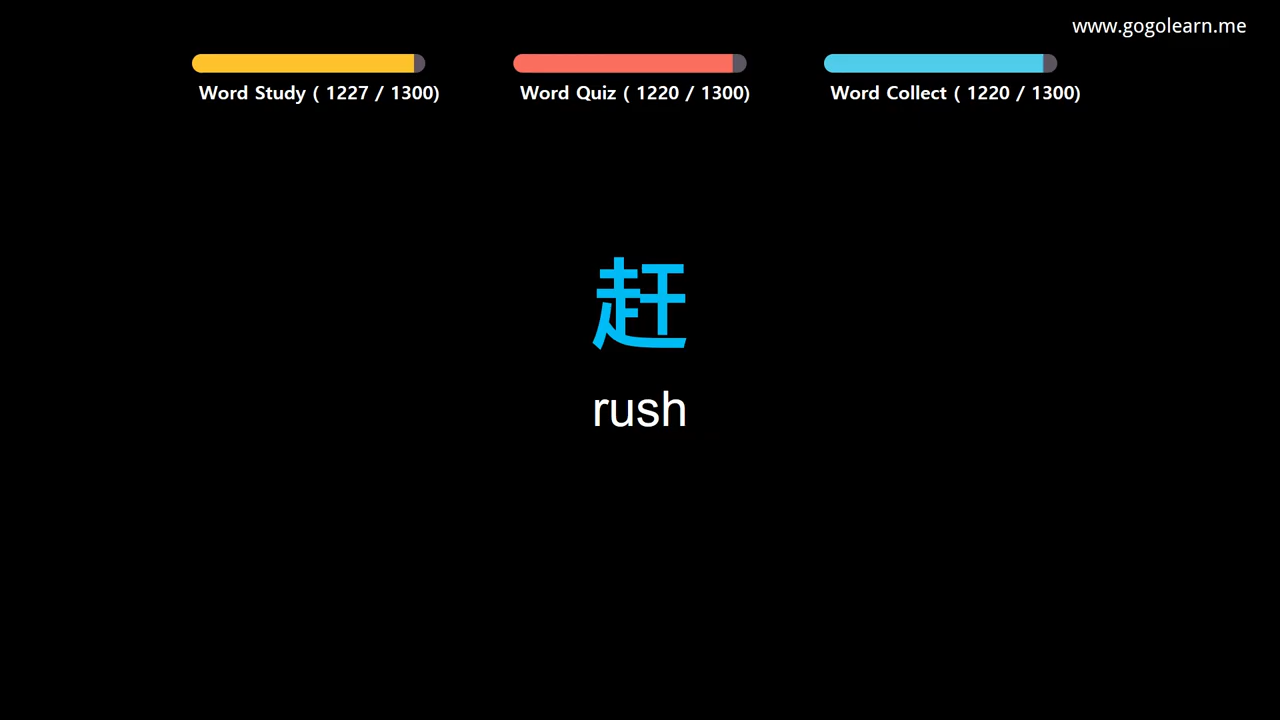 www.gogolearn.me
Word Study ( 1227 / 1300)
Word Quiz ( 1220 / 1300)
Word Collect ( 1220 / 1300)
赶
rush